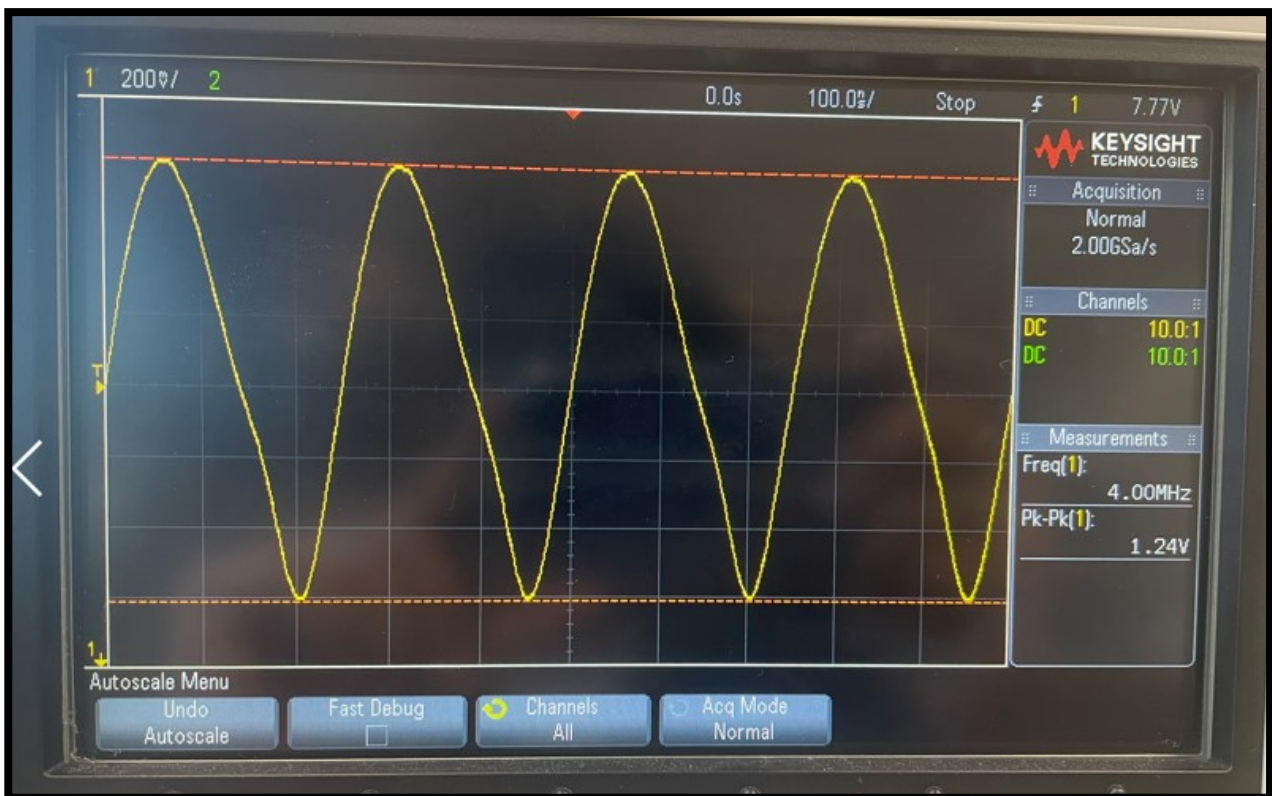 1 200mV/ 2 0.0s 100.0ns/ Stop 1 7.77V
KEYSIGHT
TECHNOLOGIES
Acquisition
Normal
2.00GSa/s
Channels
DC 10.0:1
DC 10.0:1
T
Measurements
Freq(1):
4.00MHz
Pk-Pk(1):
1.24V
1
Autoscale Menu
Undo
Autoscale
Fast Debug
Channels
All
Acq Mode
Normal